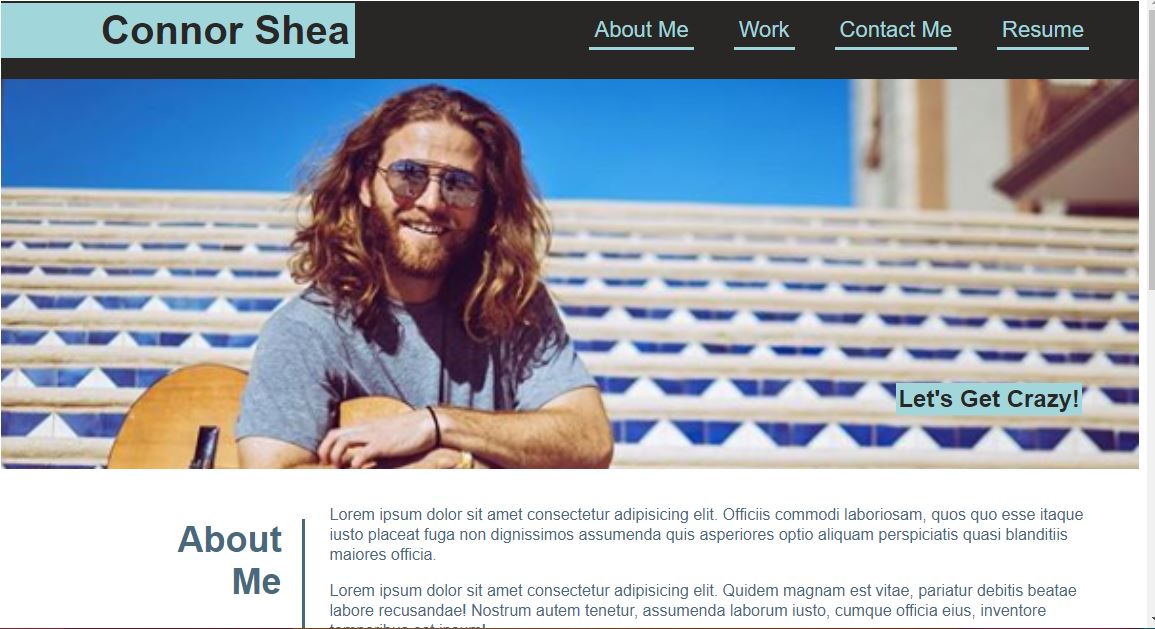 Connor Shea
About Me
Work
Contact Me
Resume
Let's Get Crazy!
About
Me
Lorem ipsum dolor sit amet consectetur adipisicing elit. Officiis commodi laboriosam, quos quo esse itaque
iusto placeat fuga non dignissimos assumenda quis asperiores optio aliquam perspiciatis quasi blanditiis
maiores officia.
Lorem ipsum dolor sit amet consectetur adipisicing elit. Quidem magnam est vitae, pariatur debitis beatae
labore recusandae! Nostrum autem tenetur, assumenda laborum iusto, cumque officia eius, inventore